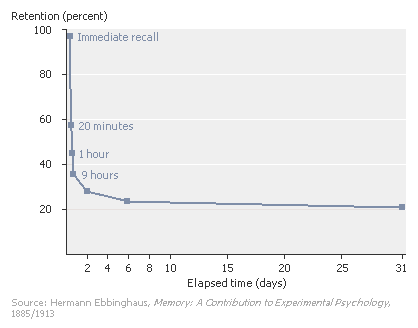 Retention (percent)
100
Immediate recall
80
60
20 minutes
1 hour
40
9 hours
20
2 4 6 8 10 15 20 25 31
Elapsed time (days)
Source: Hermann Ebbinghaus, Memory: A Contribution to Experimental Psychology,
1885/1913